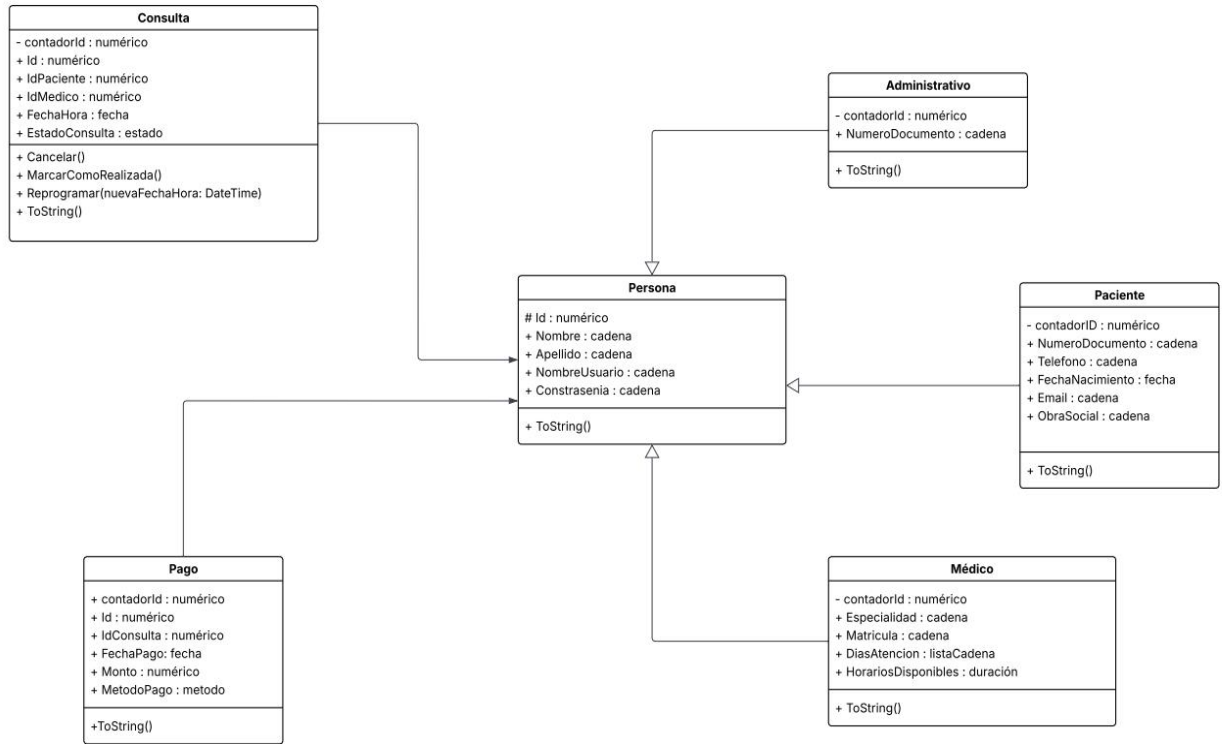 Consulta
- contadorId : numérico
+ Id : numérico
+ IdPaciente : numérico
+ IdMedico : numérico
+ FechaHora : fecha
+ EstadoConsulta : estado
+ Cancelar()
+ MarcarComoRealizada()
+ Reprogramar(nuevaFechaHora: DateTime)
+ ToString()
Administrativo
- contadorId : numérico
+ NumeroDocumento : cadena
+ ToString()
Persona
# Id : numérico
+ Nombre : cadena
+ Apellido : cadena
+ NombreUsuario : cadena
+ Constrasenia : cadena
+ ToString()
Paciente
- contadorID : numérico
+ NumeroDocumento : cadena
+ Telefono : cadena
+ FechaNacimiento : fecha
+ Email : cadena
+ ObraSocial : cadena
+ ToString()
Pago
+ contadorId : numérico
+ Id : numérico
+ IdConsulta : numérico
+ FechaPago: fecha
+ Monto : numérico
+ MetodoPago : metodo
+ToString()
Médico
- contadorId : numérico
+ Especialidad : cadena
+ Matricula : cadena
+ DiasAtencion : listaCadena
+ HorariosDisponibles : duración
+ ToString()